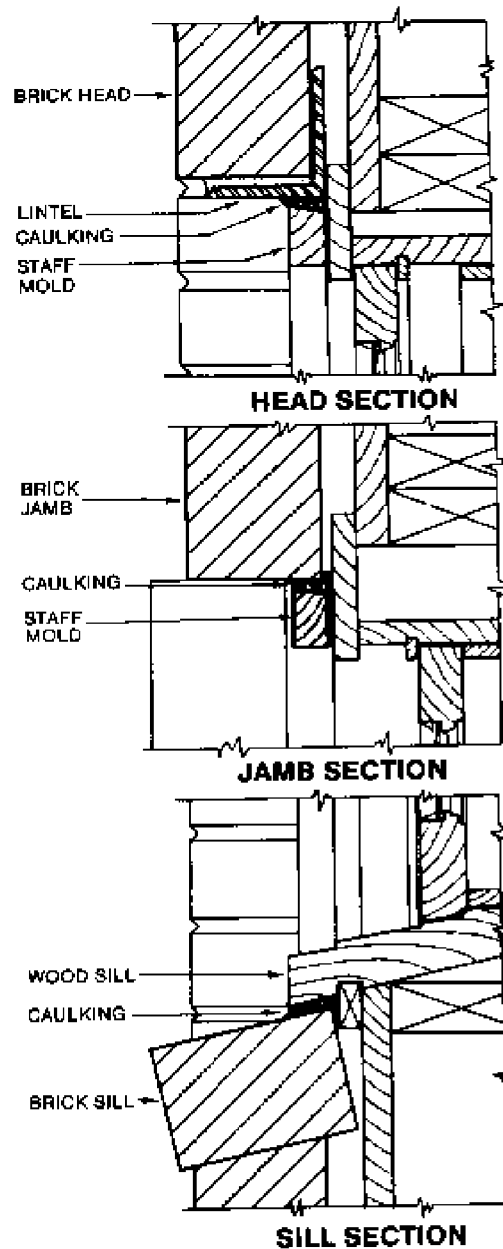 BRICK HEAD
LINTEL
CAULKING
STAFF
MOLD
HEAD SECTION
BRICK
JAMB
CAULKING
STAFF
MOLD
JAMB SECTION
WOOD SILL
CAULKING
BRICK SILL
SILL SECTION